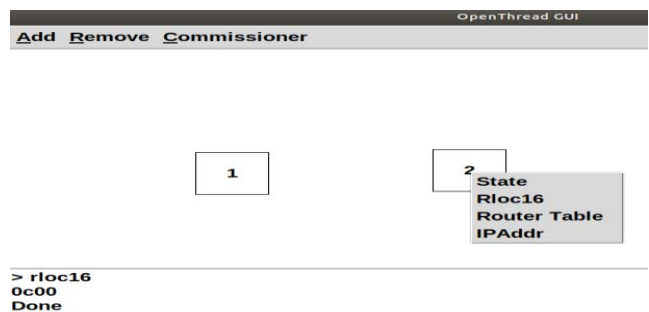 OpenThread GUI
Add Remove Commissioner
1
2
State
Rloc16
Router Table
IPAddr
> rloc16
0c00
Done